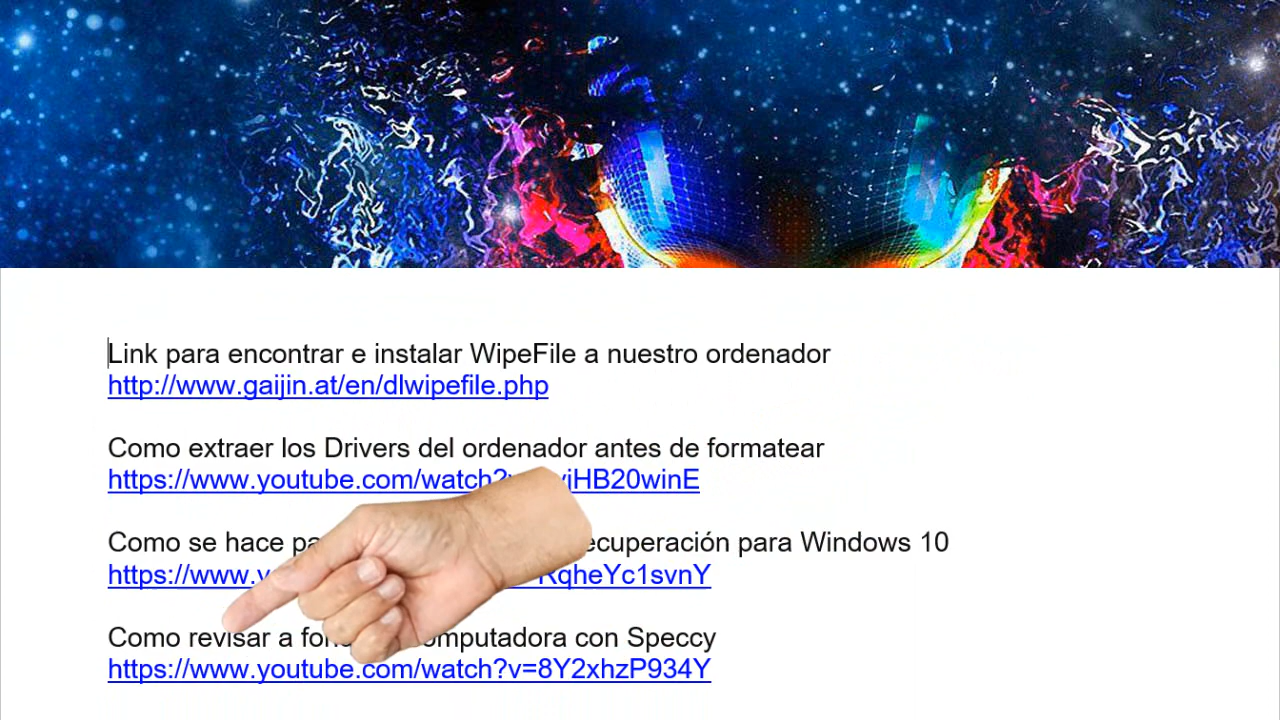 Link para encontrar e instalar WipeFile a nuestro ordenador
http://www.gaijin.at/en/dlwipefile.php
Como extraer los Drivers del ordenador antes de formatear
https://www.youtube.com/watch? iHB20winE
Como se hace ecuperación para Windows 10
https://www. RqheYc1svnY
Como revisar a computadora con Speccy
https://www.youtube.com/watch?v=8Y2xhzP934Y